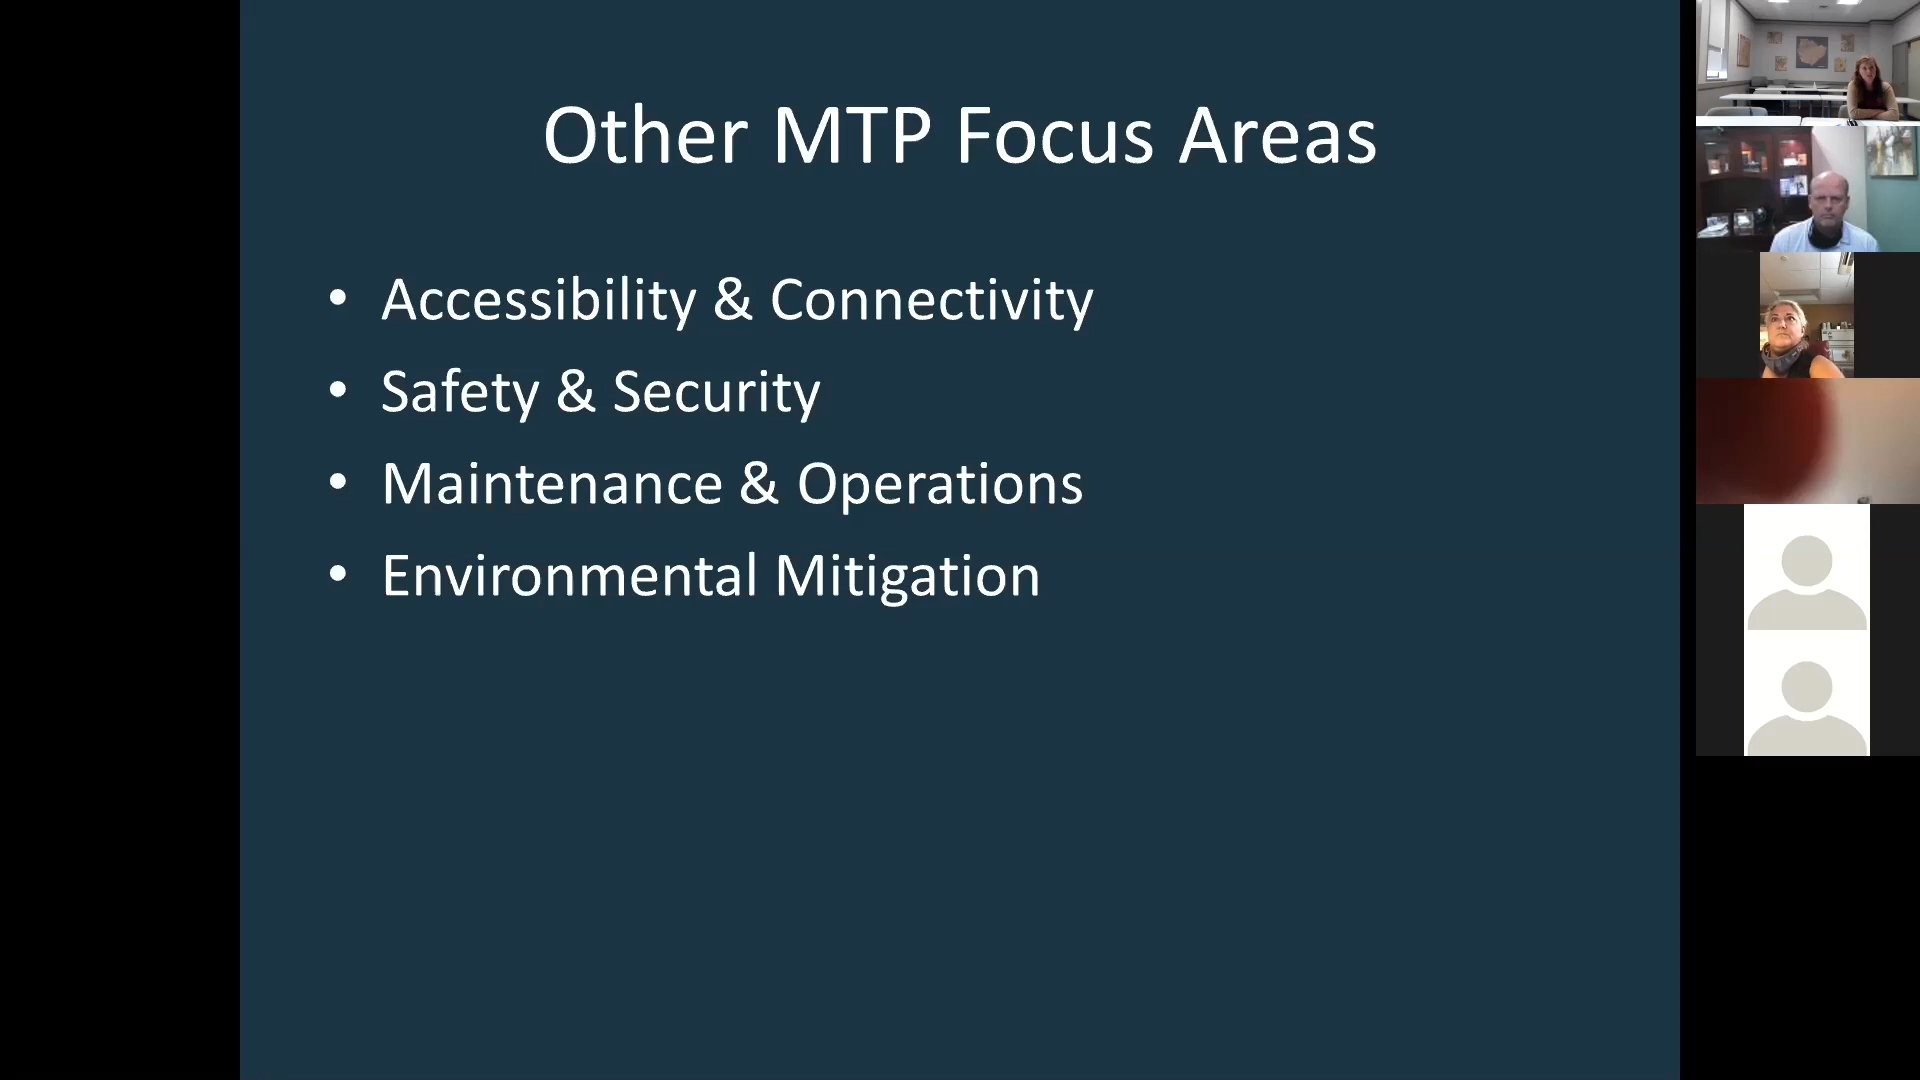 Other MTP Focus Areas
• Accessibility & Connectivity
• Safety & Security
• Maintenance & Operations
• Environmental Mitigation